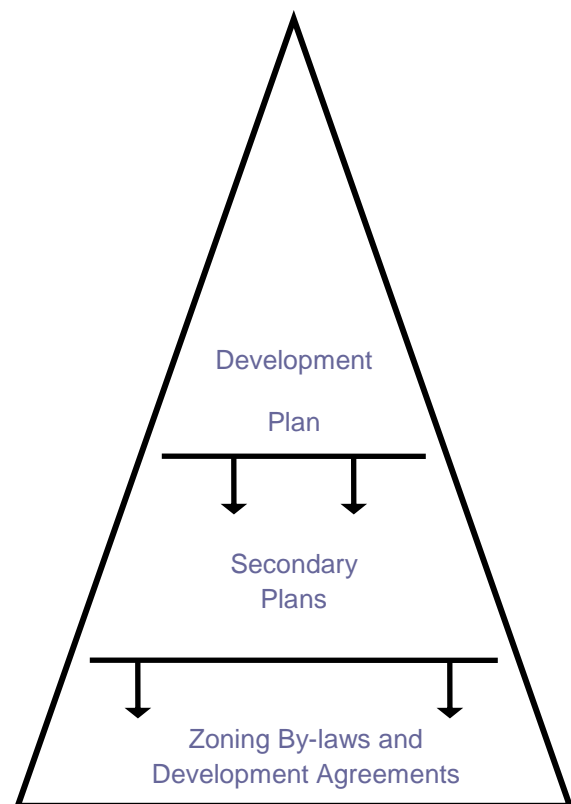 Development
Plan
Secondary
Plans
Zoning By-laws and
Development Agreements